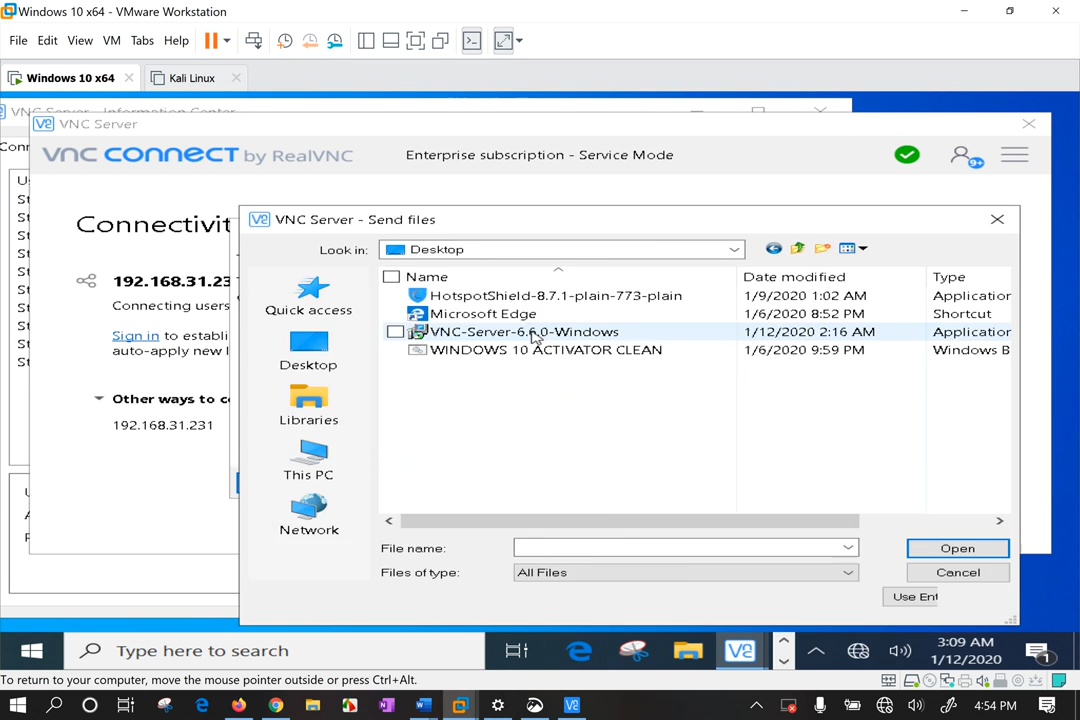 Windows 10 x64 - VMware Workstation
File Edit View VM Tabs Help
Windows 10 x64 Kali Linux
VNC Server - Information Center
VNC Server
vnc connect by RealVNC Enterprise subscription - Service Mode
9+
Connectivit
192.168.31.23
Connecting users
Sign in to establi
auto-apply new l
Other ways to c
192.168.31.231
VNC Server - Send files
Look in: Desktop
Name Date modified Type
HotspotShield-8.7.1-plain-773-plain 1/9/2020 1:02 AM Application
Microsoft Edge 1/6/2020 8:52 PM Shortcut
VNC-Server-6.6.0-Windows 1/12/2020 2:16 AM Application
WINDOWS 10 ACTIVATOR CLEAN 1/6/2020 9:59 PM Windows B
Quick access
Desktop
Libraries
This PC
Network
File name: Open
Files of type: All Files Cancel
Use Ent
Type here to search 3:09 AM
1/12/2020
1
To return to your computer, move the mouse pointer outside or press Ctrl+Alt.
4:54 PM